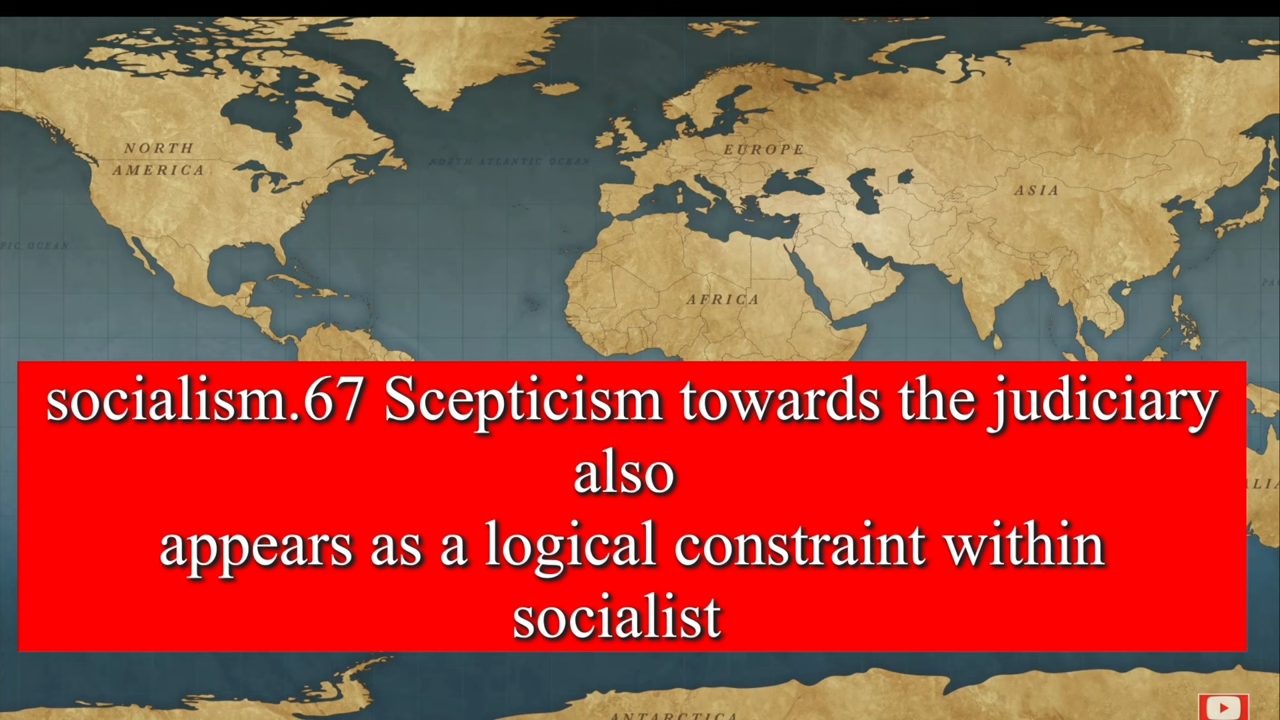 NORTH
AMERICA
NORTH ATLANTIC OCEAN
EUROPE
ASIA
AFRICA
socialism.67 Scepticism towards the judiciary
also
appears as a logical constraint within
socialist
ANTARCTICA